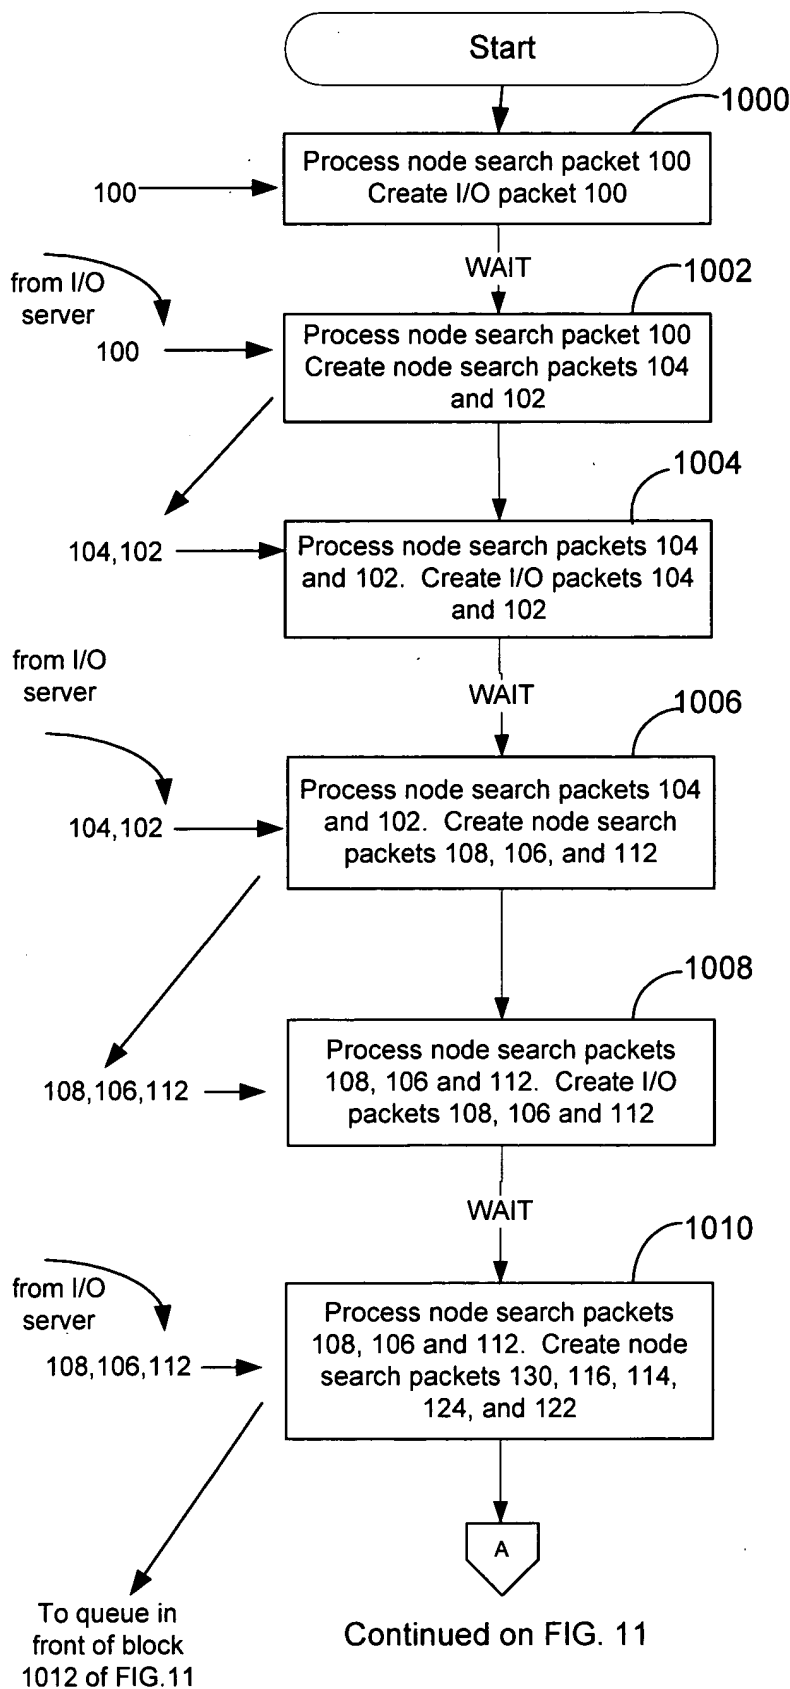 Start
1000
Process node search packet 100
Create I/O packet 100
100
WAIT
1002
from I/O
server
100
Process node search packet 100
Create node search packets 104
and 102
1004
104,102
Process node search packets 104
and 102. Create I/O packets 104
and 102
from I/O
server
WAIT
1006
104,102
Process node search packets 104
and 102. Create node search
packets 108, 106, and 112
1008
108,106,112
Process node search packets
108, 106 and 112. Create I/O
packets 108, 106 and 112
WAIT
1010
from I/O
server
108,106,112
Process node search packets
108, 106 and 112. Create node
search packets 130, 116, 114,
124, and 122
A
To queue in
front of block
1012 of FIG.11
Continued on FIG. 11